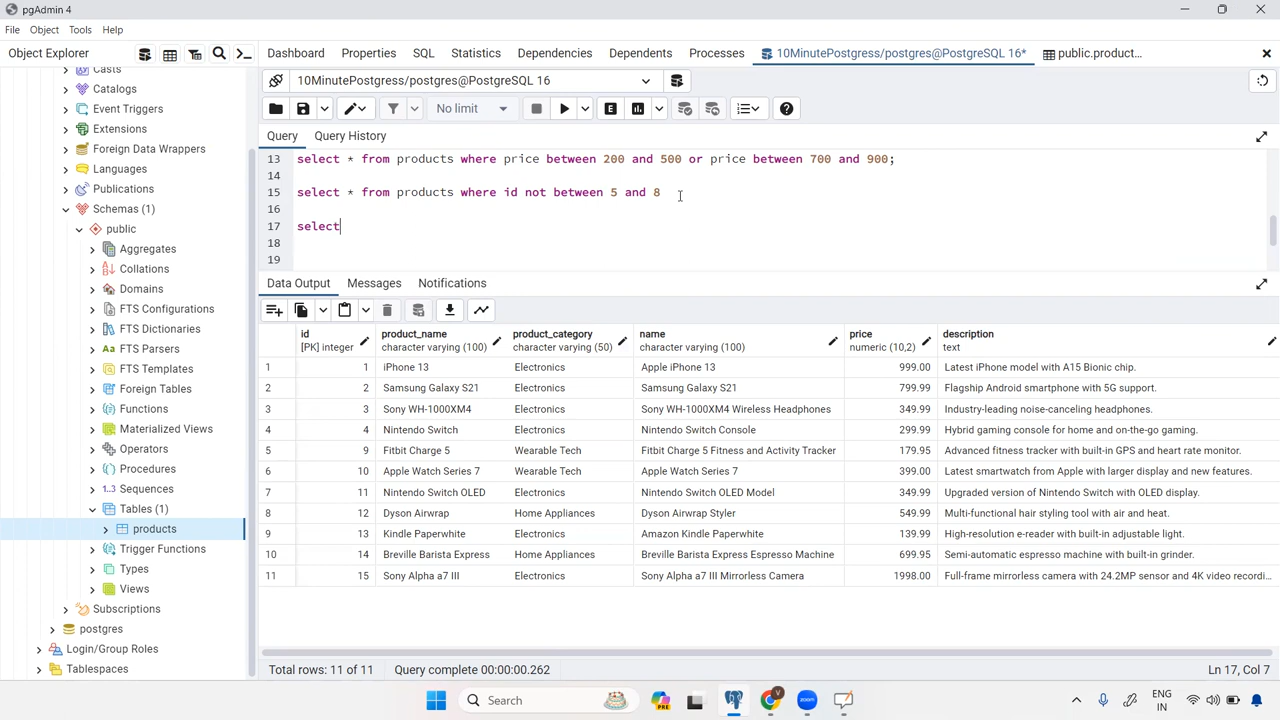 pgAdmin 4
File Object Tools Help
Object Explorer
Dashboard Properties SQL Statistics Dependencies Dependents Processes 10MinutePostgress/postgres@PostgreSQL 16* public.product...
10MinutePostgress/postgres@PostgreSQL 16
No limit
Query Query History
Casts
Catalogs
Event Triggers
Extensions
Foreign Data Wrappers
Languages
Publications
Schemas (1)
public
Aggregates
Collations
Domains
FTS Configurations
FTS Dictionaries
Aa FTS Parsers
FTS Templates
Foreign Tables
Functions
Materialized Views
Operators
Procedures
1..3 Sequences
Tables (1)
products
Trigger Functions
Types
Views
Subscriptions
postgres
Login/Group Roles
Tablespaces
13 select * from products where price between 200 and 500 or price between 700 and 900;
14
15 select * from products where id not between 5 and 8
16
17 select
18
19
Data Output Messages Notifications
id product_name product_category name price description
[PK] integer character varying (100) character varying (50) character varying (100) numeric (10,2) text
1 1 iPhone 13 Electronics Apple iPhone 13 999.00 Latest iPhone model with A15 Bionic chip.
2 2 Samsung Galaxy S21 Electronics Samsung Galaxy S21 799.99 Flagship Android smartphone with 5G support.
3 3 Sony WH-1000XM4 Electronics Sony WH-1000XM4 Wireless Headphones 349.99 Industry-leading noise-canceling headphones.
4 4 Nintendo Switch Electronics Nintendo Switch Console 299.99 Hybrid gaming console for home and on-the-go gaming.
5 9 Fitbit Charge 5 Wearable Tech Fitbit Charge 5 Fitness and Activity Tracker 179.95 Advanced fitness tracker with built-in GPS and heart rate monitor.
6 10 Apple Watch Series 7 Wearable Tech Apple Watch Series 7 399.00 Latest smartwatch from Apple with larger display and new features.
7 11 Nintendo Switch OLED Electronics Nintendo Switch OLED Model 349.99 Upgraded version of Nintendo Switch with OLED display.
8 12 Dyson Airwrap Home Appliances Dyson Airwrap Styler 549.99 Multi-functional hair styling tool with air and heat.
9 13 Kindle Paperwhite Electronics Amazon Kindle Paperwhite 139.99 High-resolution e-reader with built-in adjustable light.
10 14 Breville Barista Express Home Appliances Breville Barista Express Espresso Machine 699.95 Semi-automatic espresso machine with built-in grinder.
11 15 Sony Alpha a7 III Electronics Sony Alpha a7 III Mirrorless Camera 1998.00 Full-frame mirrorless camera with 24.2MP sensor and 4K video recordi...
Total rows: 11 of 11 Query complete 00:00:00.262 Ln 17, Col 7
Search PRE V zoom ENG
IN